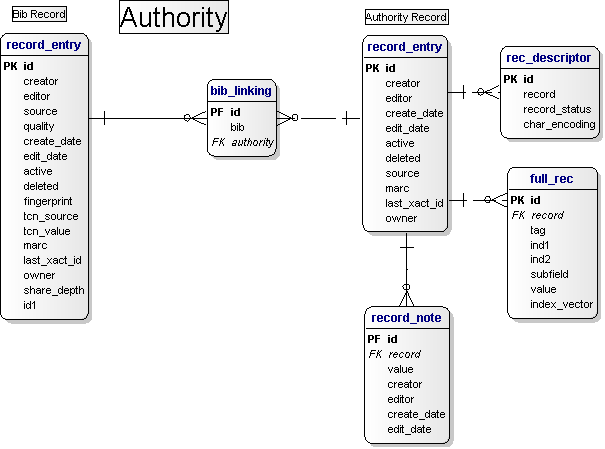 Bib Record
Authority
Authority Record
record_entry
PK id
creator
editor
source
quality
create_date
edit_date
active
deleted
fingerprint
tcn_source
tcn_value
marc
last_xact_id
owner
share_depth
id1
bib_linking
PF id
bib
FK authority
record_entry
PK id
creator
editor
create_date
edit_date
active
deleted
source
marc
last_xact_id
owner
rec_descriptor
PK id
record
record_status
char_encoding
full_rec
PK id
FK record
tag
ind1
ind2
subfield
value
index_vector
record_note
PF id
FK record
value
creator
editor
create_date
edit_date